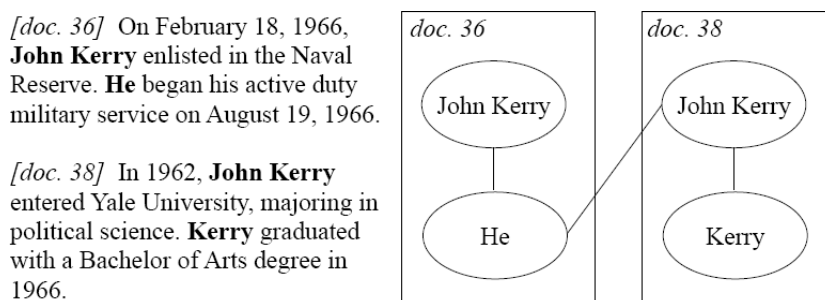 [doc. 36] On February 18, 1966,
John Kerry enlisted in the Naval
Reserve. He began his active duty
military service on August 19, 1966.
[doc. 38] In 1962, John Kerry
entered Yale University, majoring in
political science. Kerry graduated
with a Bachelor of Arts degree in
1966.
doc. 36
John Kerry
He
doc. 38
John Kerry
Kerry